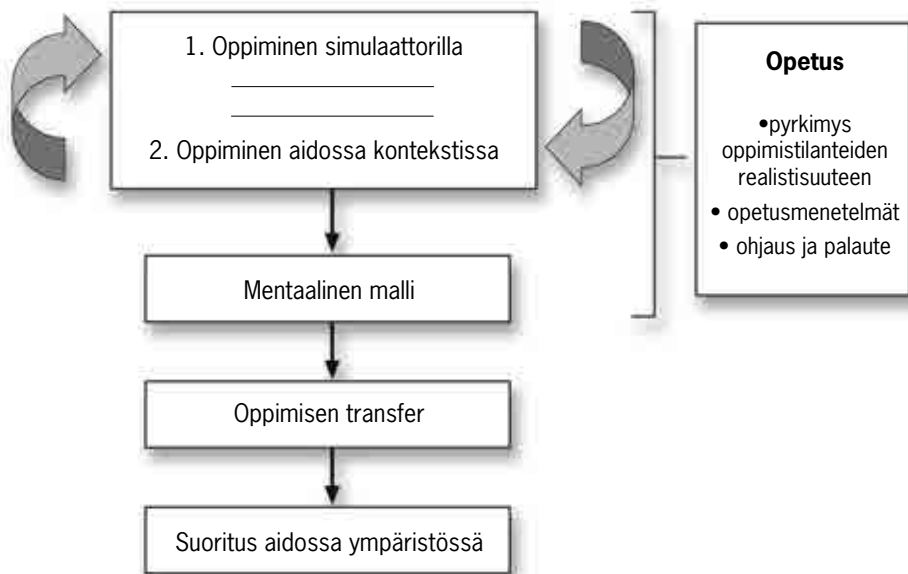 1. Oppiminen simulaattorilla
2. Oppiminen aidossa kontekstissa
Mentaalinen malli
Oppimisen transfer
Suoritus aidossa ympäristössä
Opetus
•pyrkimys
oppimistilanteiden
realistisuuteen
• opetusmenetelmät
• ohjaus ja palaute